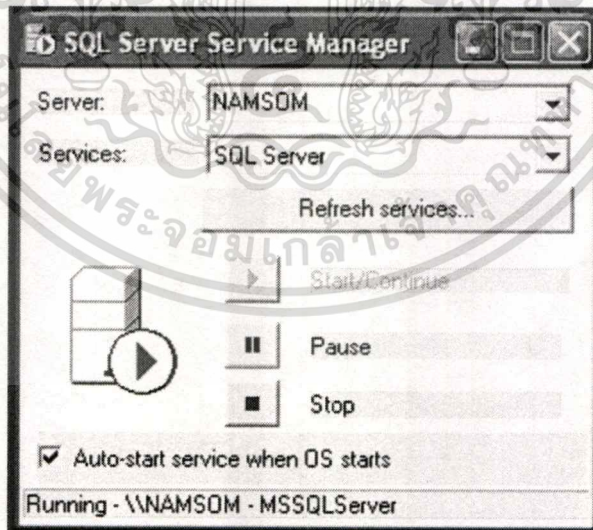 SQL Server Service Manager
Server: NAMSOM
Services: SQL Server
Refresh services...
Start/Continue
Pause
Stop
Auto-start service when OS starts
Running - \\NAMSOM - MSSQLServer